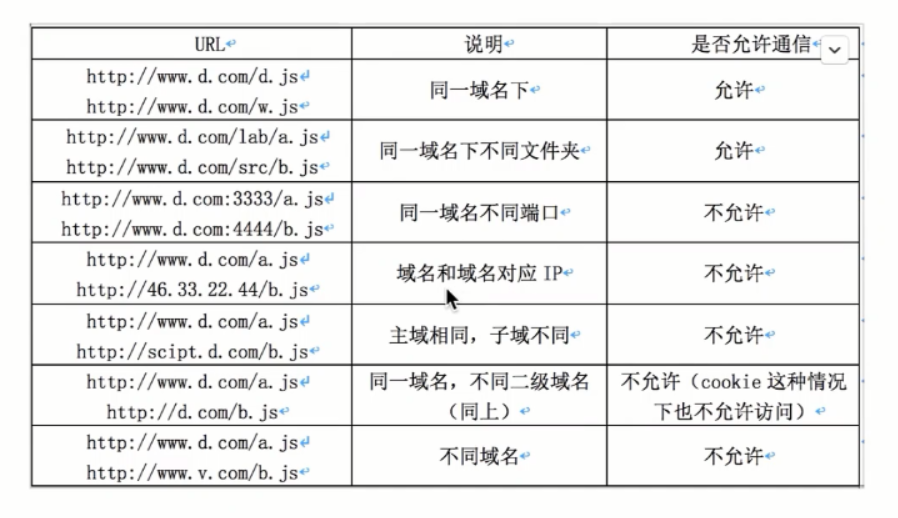 URL
说明
是否允许通信
http://www.d.com/d.js
http://www.d.com/w.js
同一域名下
允许
http://www.d.com/lab/a.js
http://www.d.com/src/b.js
同一域名下不同文件夹
允许
http://www.d.com:3333/a.js
http://www.d.com:4444/b.js
同一域名不同端口
不允许
http://www.d.com/a.js
http://46.33.22.44/b.js
域名和域名对应 IP
不允许
http://www.d.com/a.js
http://scipt.d.com/b.js
主域相同，子域不同
不允许
http://www.d.com/a.js
http://d.com/b.js
同一域名，不同二级域名
（同上）
不允许（cookie 这种情况
下也不允许访问）
http://www.d.com/a.js
http://www.v.com/b.js
不同域名
不允许